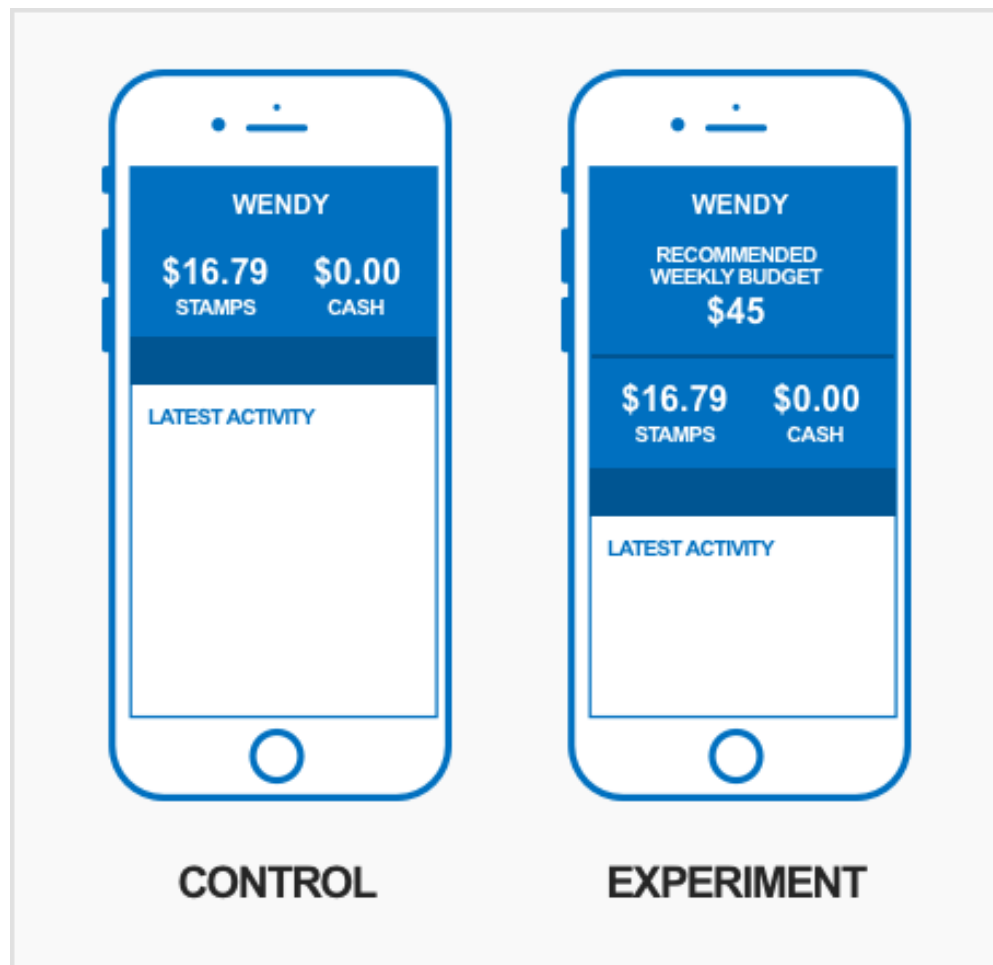 WENDY
$16.79 $0.00
STAMPS CASH
LATEST ACTIVITY
CONTROL
WENDY
RECOMMENDED
WEEKLY BUDGET
$45
$16.79 $0.00
STAMPS CASH
LATEST ACTIVITY
EXPERIMENT